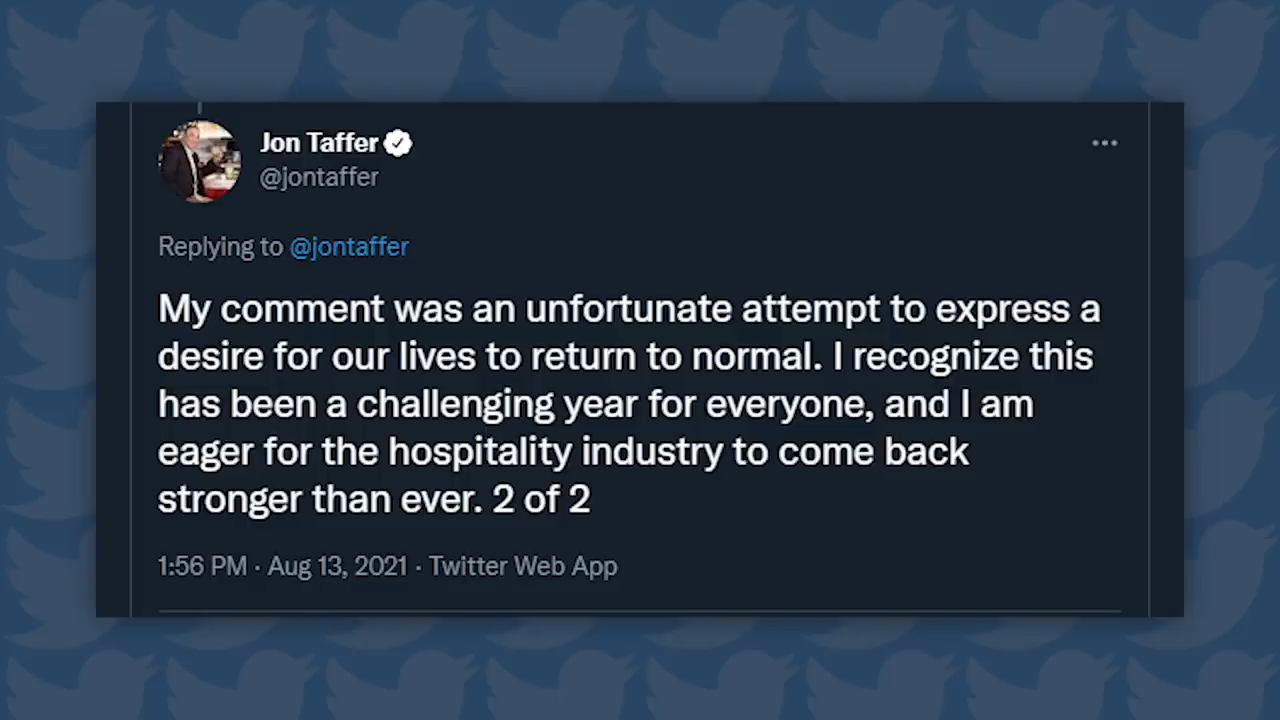 Jon Taffer
@jontaffer
Replying to @jontaffer
My comment was an unfortunate attempt to express a
desire for our lives to return to normal. I recognize this
has been a challenging year for everyone, and I am
eager for the hospitality industry to come back
stronger than ever. 2 of 2
1:56 PM · Aug 13, 2021 · Twitter Web App